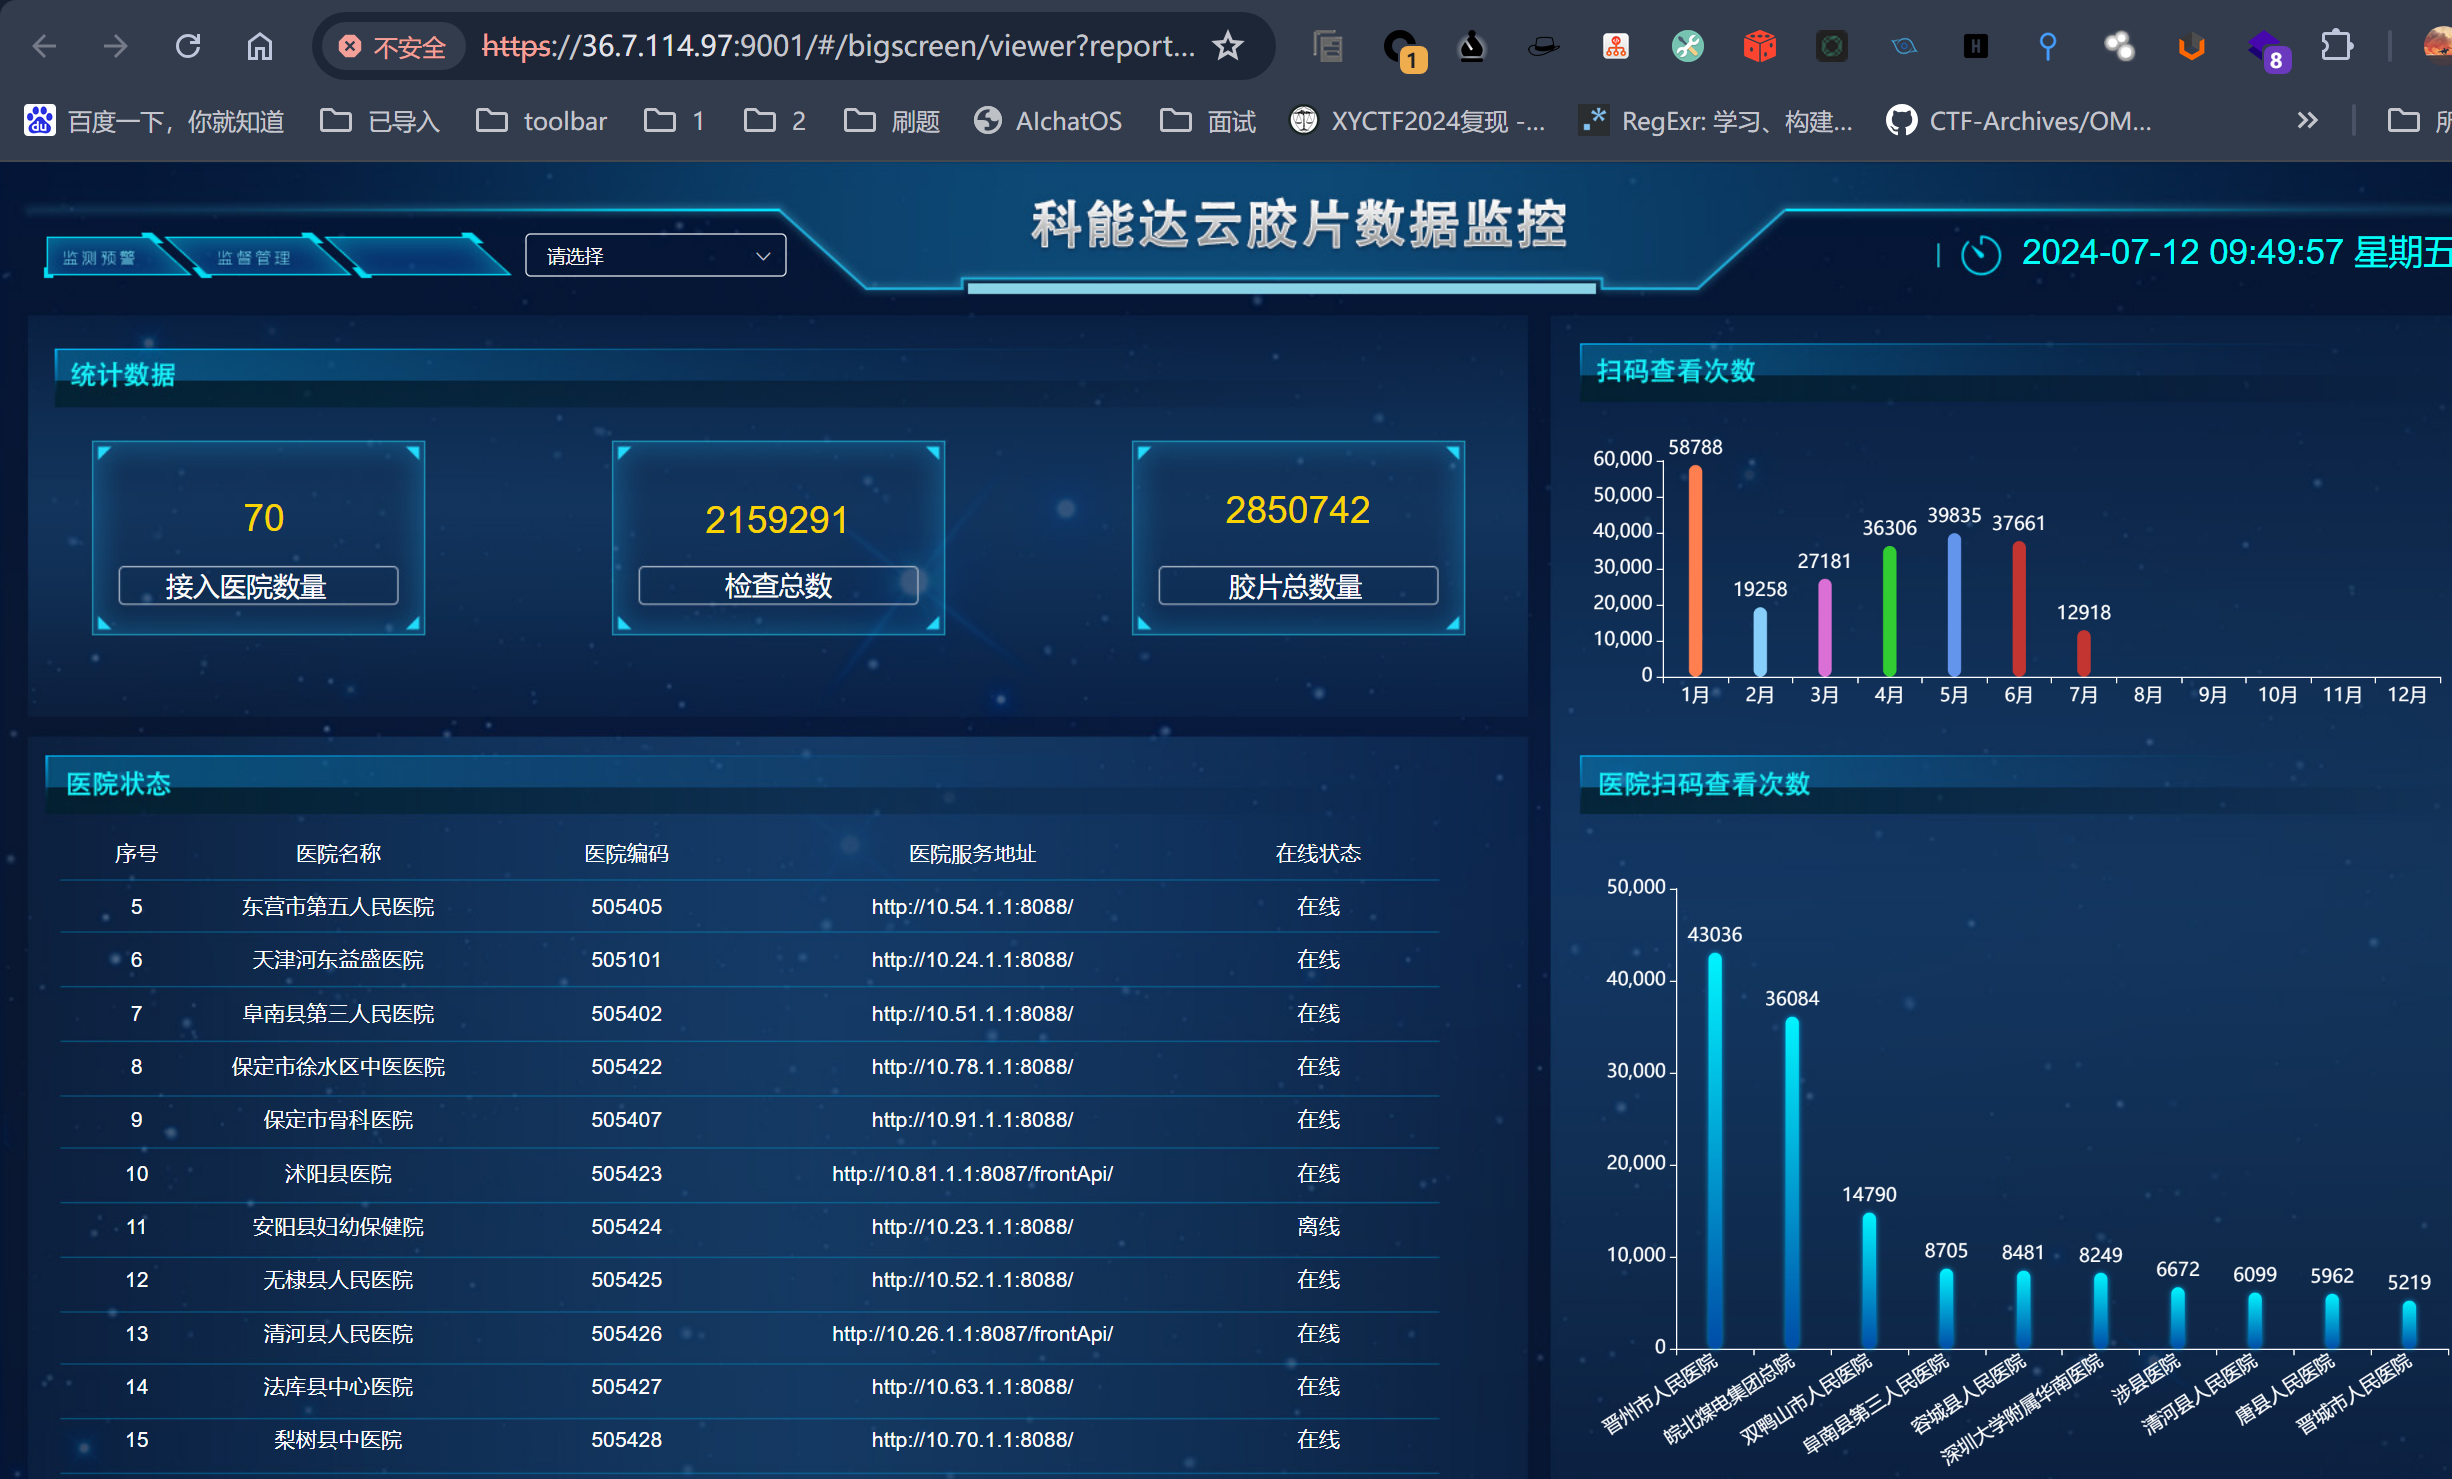 不安全 https://36.7.114.97:9001/#/bigscreen/viewer?report...
1
8
百度一下，你就知道 已导入 toolbar 1 2 刷题 AIchatOS 面试 XYCTF2024复现 -... RegExr: 学习、构建... CTF-Archives/OM...
科能达云胶片数据监控
监测预警 监督管理 请选择
2024-07-12 09:49:57 星期五
统计数据
70
接入医院数量
2159291
检查总数
2850742
胶片总数量
扫码查看次数
60,000
50,000
40,000
30,000
20,000
10,000
0
58788 19258 27181 36306 39835 37661 12918
1月 2月 3月 4月 5月 6月 7月 8月 9月 10月 11月 12月
医院状态
序号 医院名称 医院编码 医院服务地址 在线状态
5 东营市第五人民医院 505405 http://10.54.1.1:8088/ 在线
6 天津河东益盛医院 505101 http://10.24.1.1:8088/ 在线
7 阜南县第三人民医院 505402 http://10.51.1.1:8088/ 在线
8 保定市徐水区中医医院 505422 http://10.78.1.1:8088/ 在线
9 保定市骨科医院 505407 http://10.91.1.1:8088/ 在线
10 沭阳县医院 505423 http://10.81.1.1:8087/frontApi/ 在线
11 安阳县妇幼保健院 505424 http://10.23.1.1:8088/ 离线
12 无棣县人民医院 505425 http://10.52.1.1:8088/ 在线
13 清河县人民医院 505426 http://10.26.1.1:8087/frontApi/ 在线
14 法库县中心医院 505427 http://10.63.1.1:8088/ 在线
15 梨树县中医院 505428 http://10.70.1.1:8088/ 在线
医院扫码查看次数
50,000
40,000
30,000
20,000
10,000
0
43036 36084 14790 8705 8481 8249 6672 6099 5962 5219
晋州市人民医院
皖北煤电集团总院
双鸭山市人民医院
阜南县第三人民医院
容城县人民医院
深圳大学附属华南医院
涉县医院
清河县人民医院
唐县人民医院
晋城市人民医院